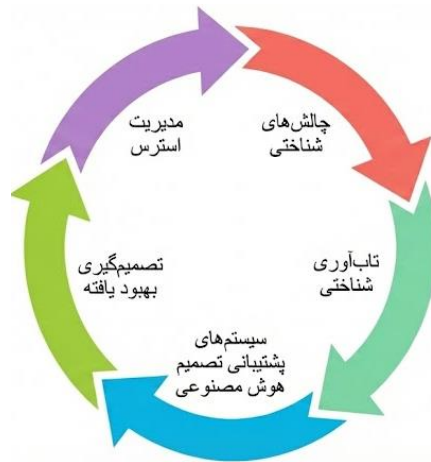 چالش‌های
شناختی
تاب‌آوری
شناختی
سیستم‌های
پشتیبانی تصمیم
هوش مصنوعی
تصمیم‌گیری
بهبود یافته
مدیریت
استرس